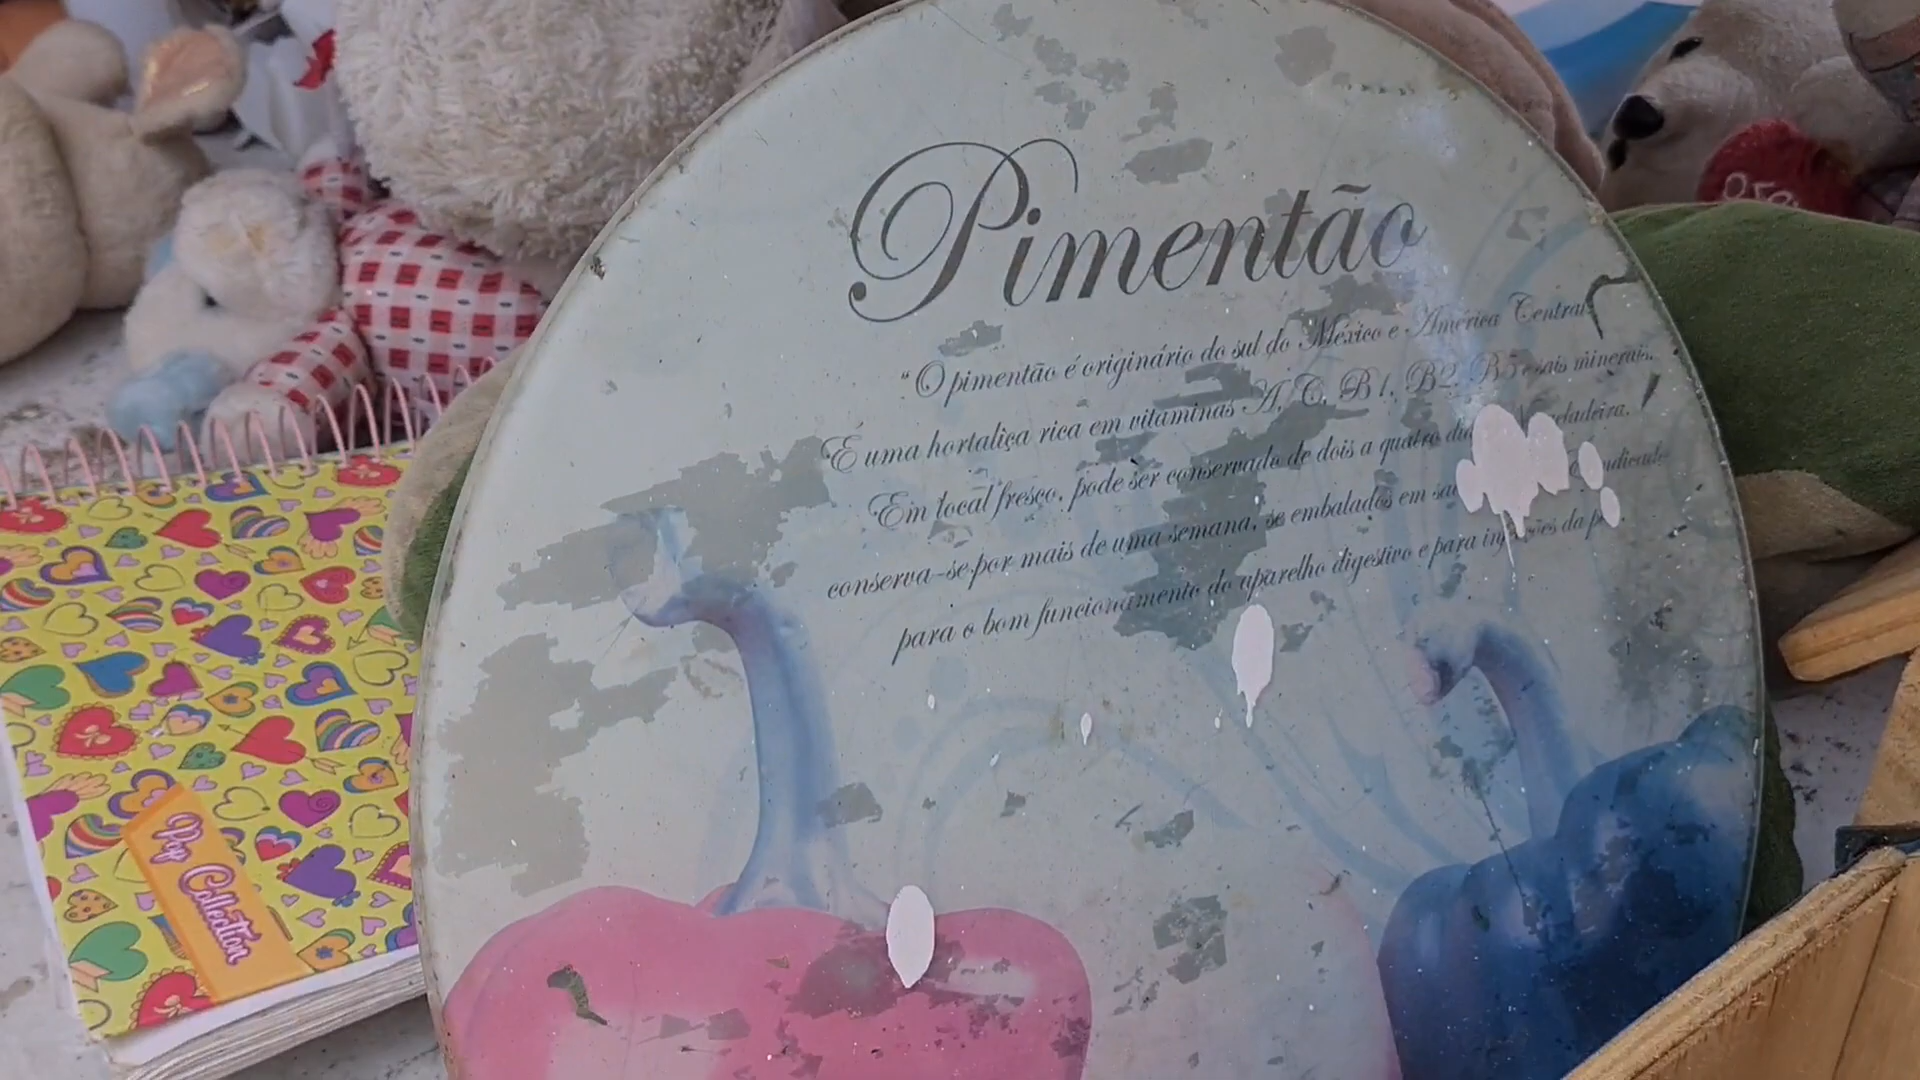 Pimentão
"O pimentão é originário do sul do México e América Central.
É uma hortaliça rica em vitaminas A, C, B1, B2, B5 e sais minerais.
Em local fresco, pode ser conservado de dois a quatro
conserva-se por mais de uma semana, se embalados em
para o bom funcionamento do aparelho digestivo e para
Pop Collection